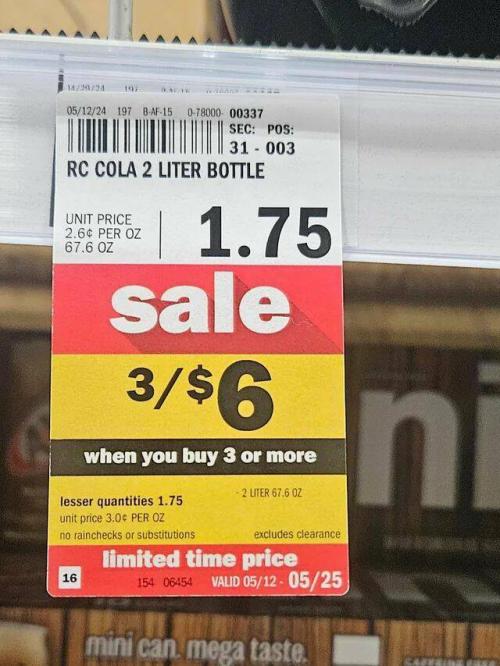 05/12/24 197 B-AF-15 0-78000- 00337
SEC: POS:
31 - 003
RC COLA 2 LITER BOTTLE
UNIT PRICE
2.6¢ PER OZ
67.6 OZ
1.75
sale
3/$6
when you buy 3 or more
- 2 LITER 67.6 OZ
lesser quantities 1.75
unit price 3.0¢ PER OZ
no rainchecks or substitutions excludes clearance
limited time price
16 154 06454 VALID 05/12 - 05/25
ni
mini can. mega taste.